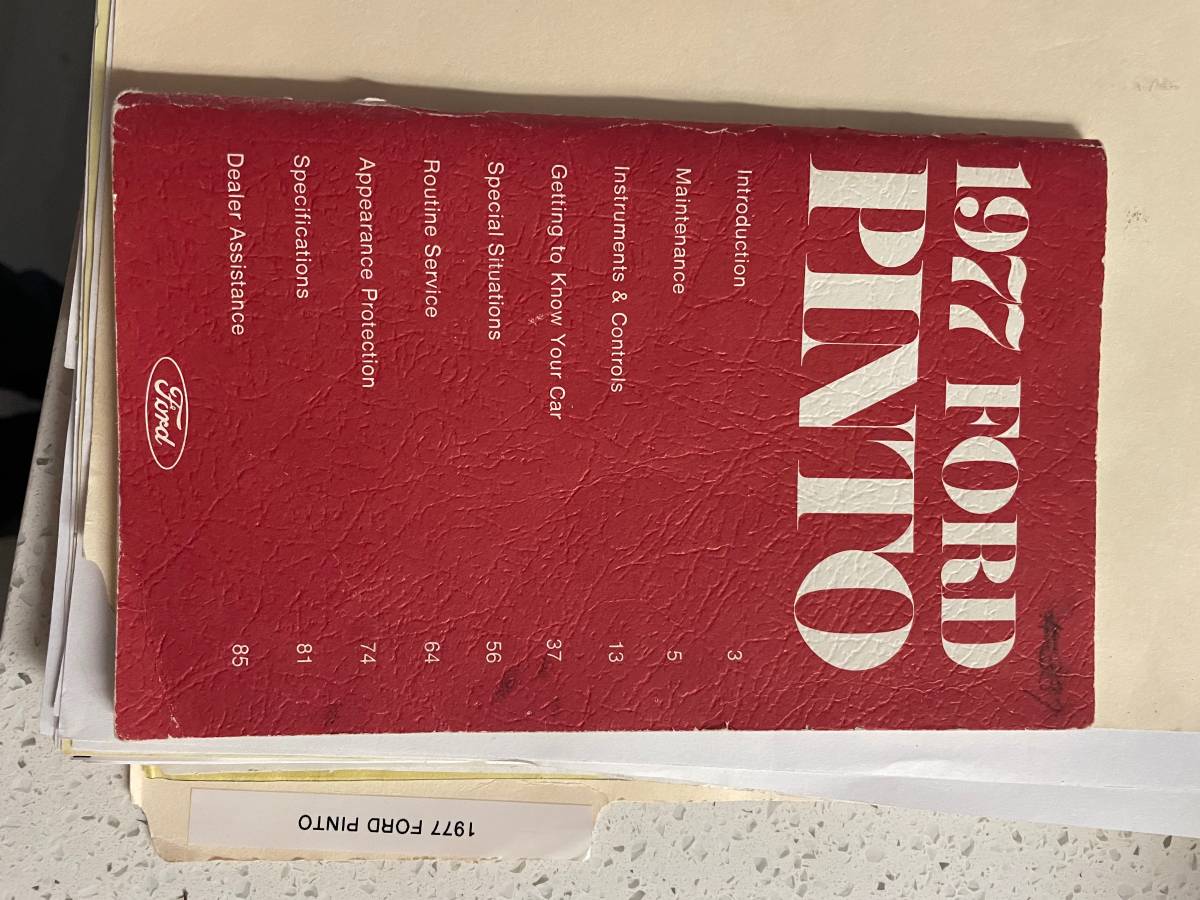 1977 FORD
PINTO
Introduction 3
Maintenance 5
Instruments & Controls 13
Getting to Know Your Car 37
Special Situations 56
Routine Service 64
Appearance Protection 74
Specifications 81
Dealer Assistance 85
Ford
1977 FORD PINTO